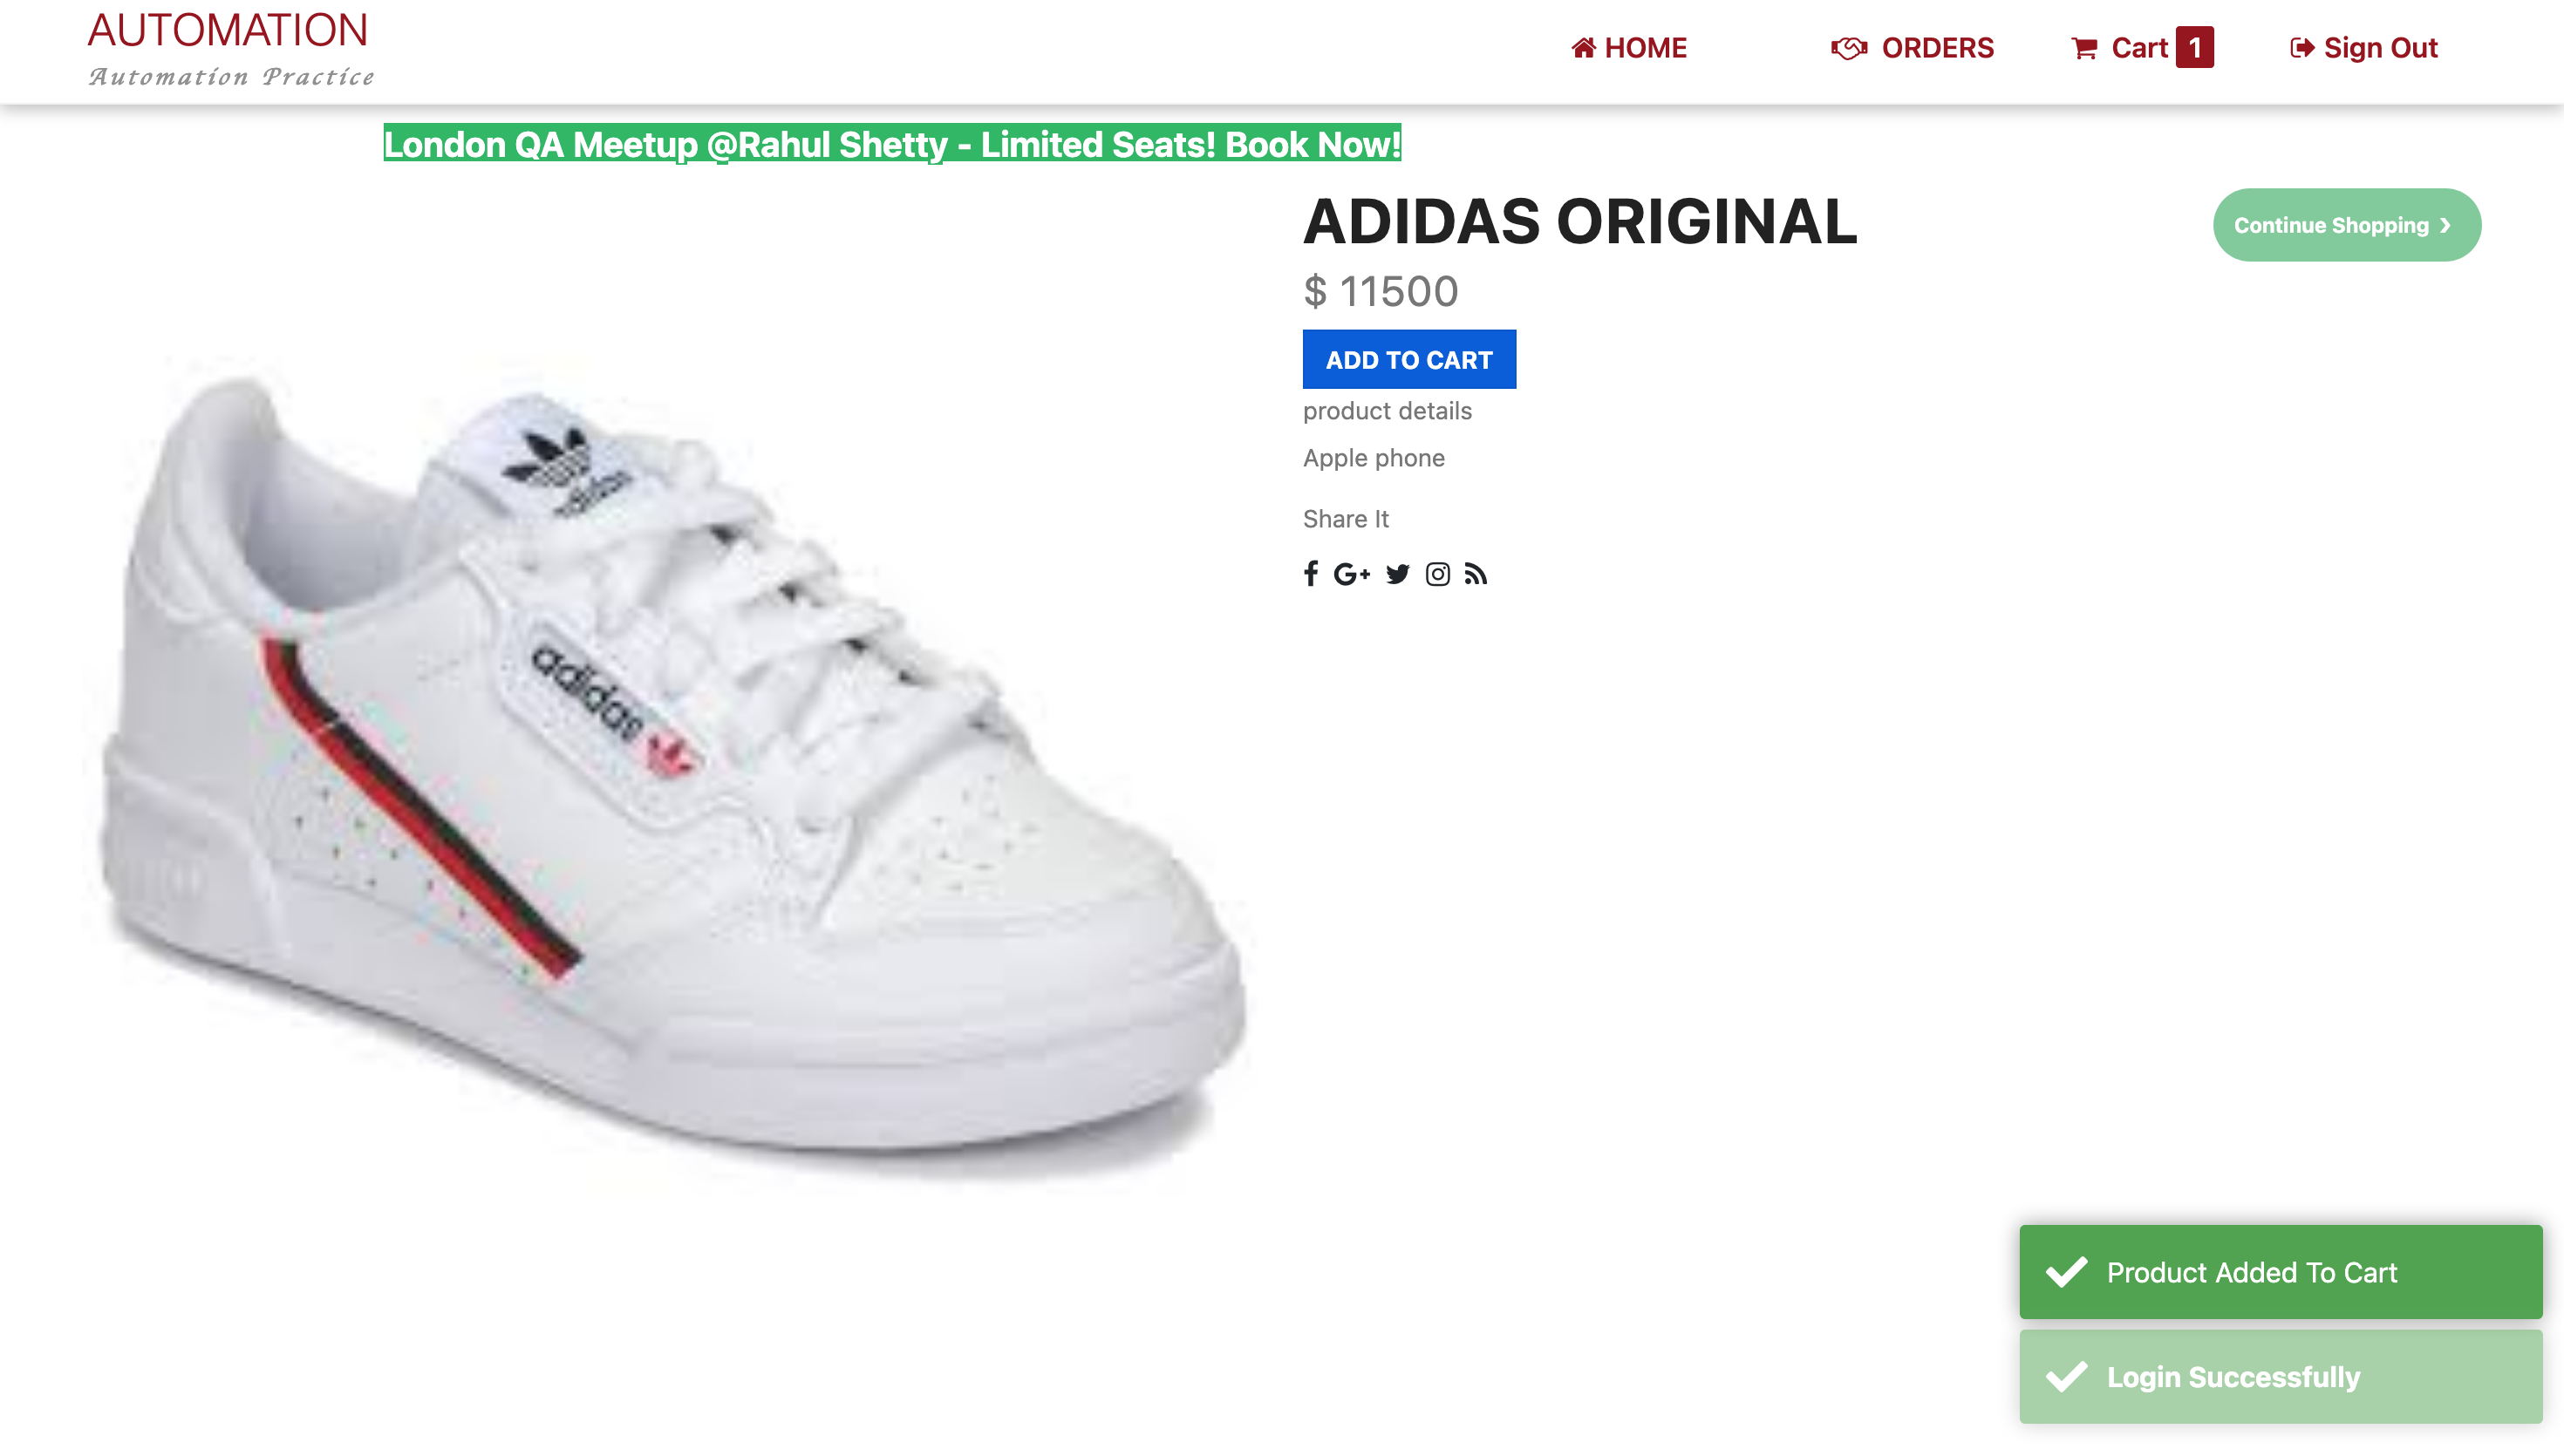 AUTOMATION
Automation Practice
HOME
ORDERS
Cart 1
Sign Out
London QA Meetup @Rahul Shetty - Limited Seats! Book Now!
ADIDAS ORIGINAL
Continue Shopping ❯
$ 11500
ADD TO CART
product details
Apple phone
Share It
adidas
Product Added To Cart
Login Successfully